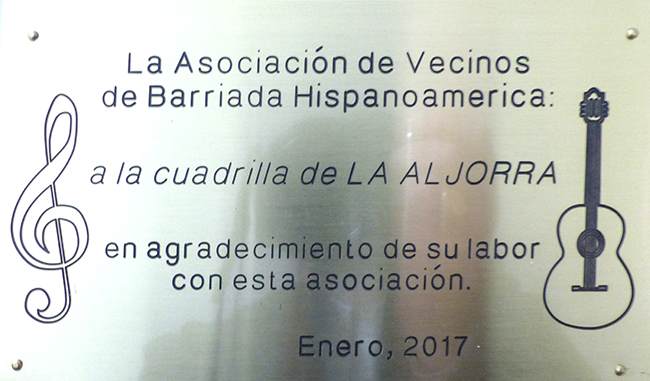 La Asociación de Vecinos
de Barriada Hispanoamerica:
a la cuadrilla de LA ALJORRA
en agradecimiento de su labor
con esta asociación.
Enero, 2017